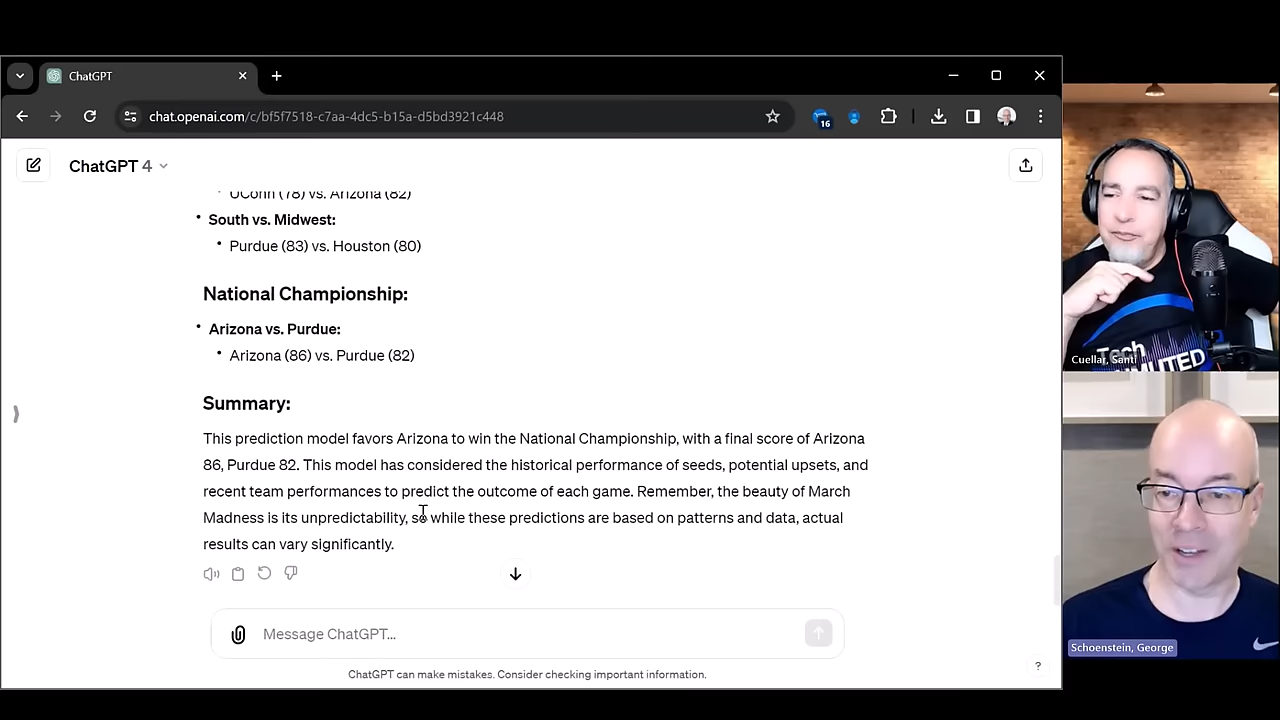 ChatGPT
chat.openai.com/c/bf5f7518-c7aa-4dc5-b15a-d5bd3921c448
16
ChatGPT 4
UConn (78) vs. Arizona (82)
South vs. Midwest:
Purdue (83) vs. Houston (80)
National Championship:
Arizona vs. Purdue:
Arizona (86) vs. Purdue (82)
Summary:
This prediction model favors Arizona to win the National Championship, with a final score of Arizona
86, Purdue 82. This model has considered the historical performance of seeds, potential upsets, and
recent team performances to predict the outcome of each game. Remember, the beauty of March
Madness is its unpredictability, so while these predictions are based on patterns and data, actual
results can vary significantly.
Message ChatGPT...
ChatGPT can make mistakes. Consider checking important information.
?
Tech
Cuellar, Santi
Schoenstein, George